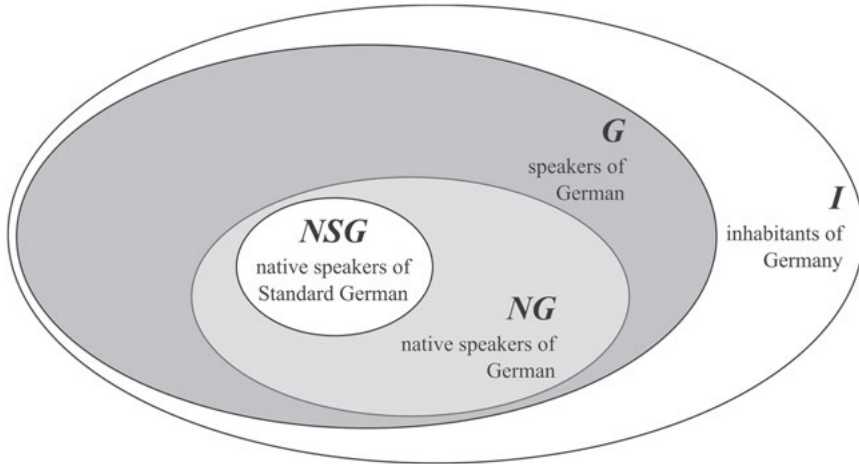 G
speakers of
German
I
inhabitants of
Germany
NSG
native speakers of
Standard German
NG
native speakers of
German